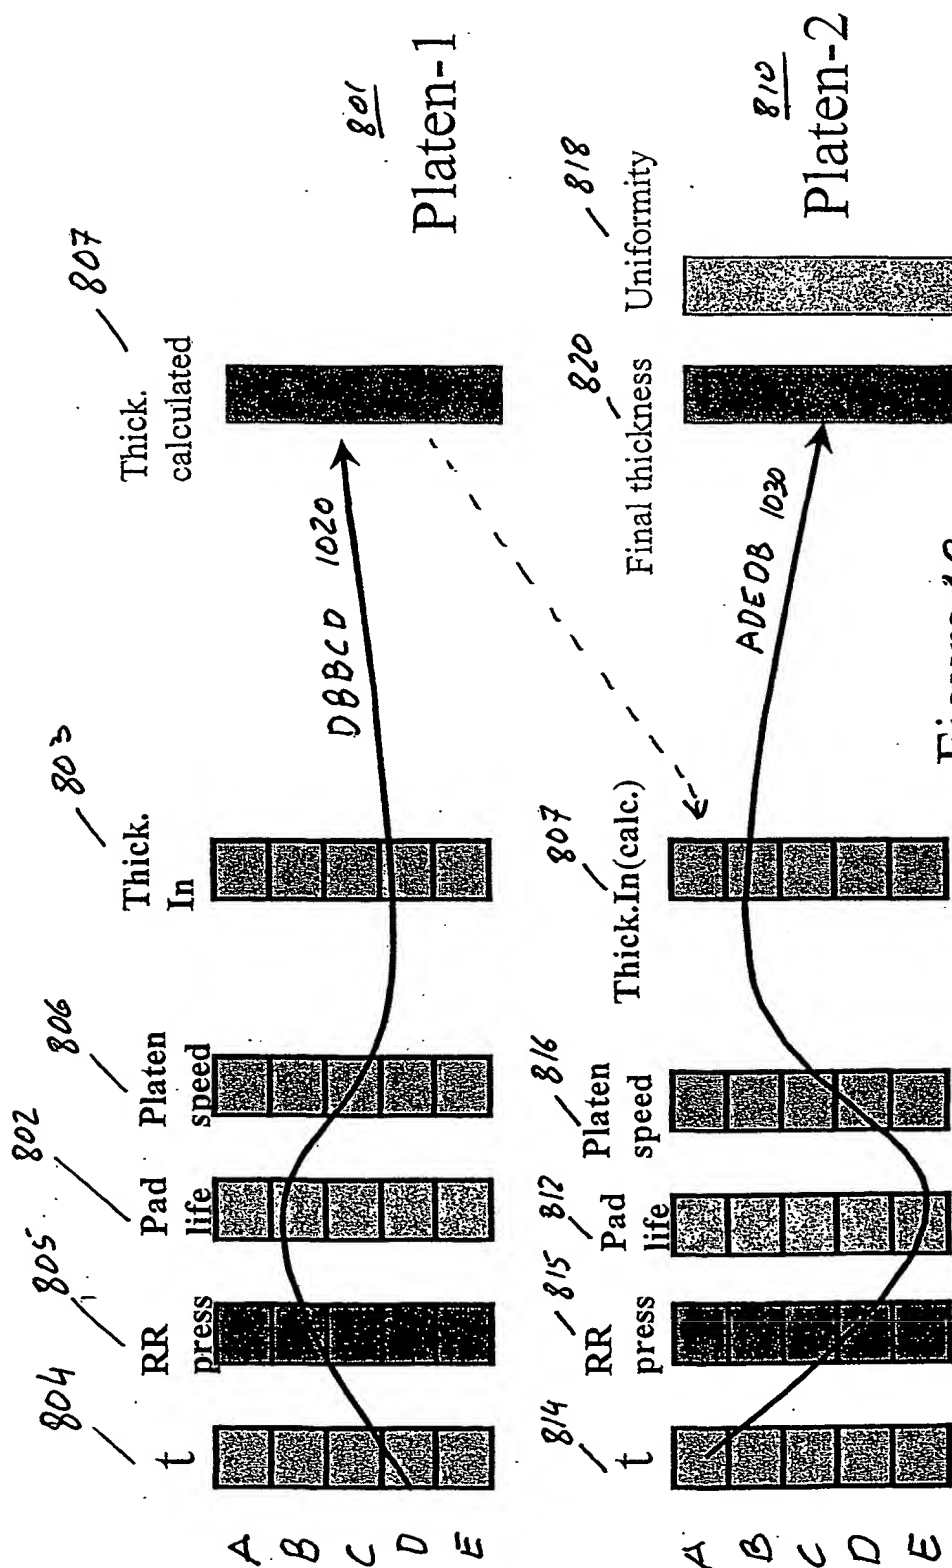 804
805
802
806
803
807
t
RR press
Pad life
Platen speed
Thick. In
Thick. calculated
A
B
C
D
E
DBBCD 1020
801
Platen-1
814
815
812
816
807
820
818
t
RR press
Pad life
Platen speed
Thick.In(calc.)
Final thickness
Uniformity
A
B
C
D
E
ADEDB 1030
810
Platen-2